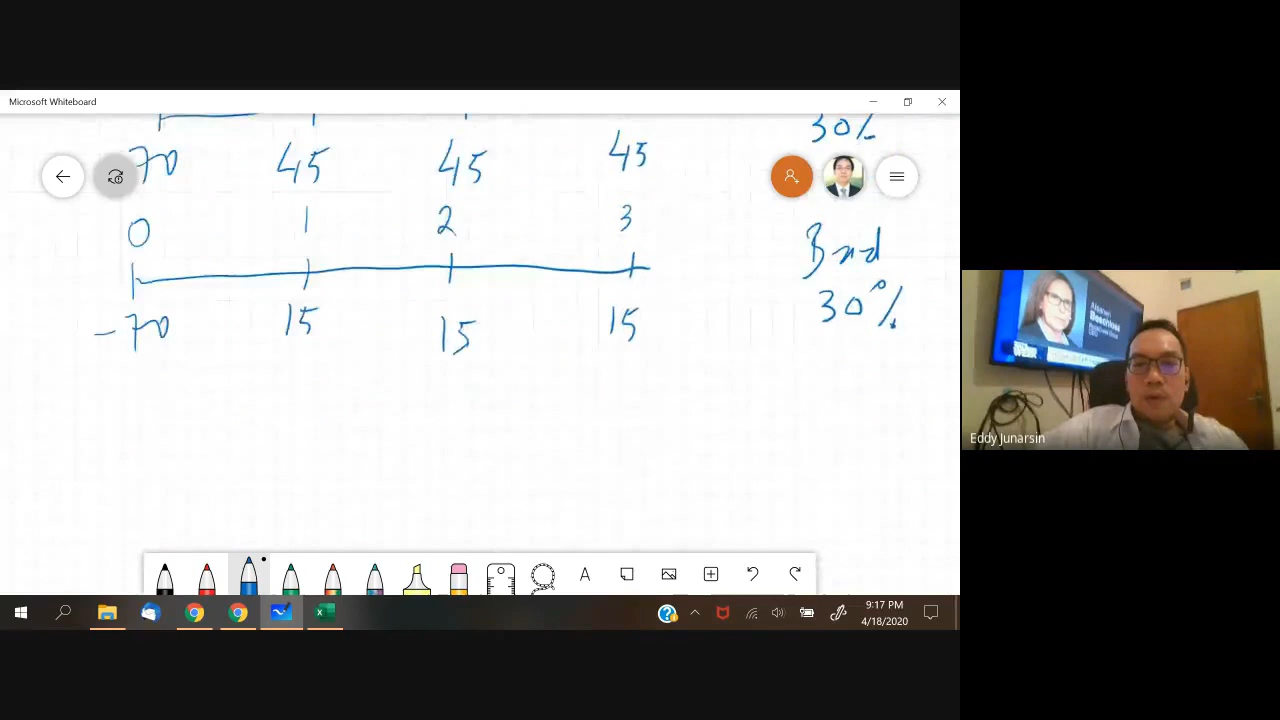 Microsoft Whiteboard
30%
70 45 45 45
0 1 2 3
Bad
30%
-70 15 15 15
Eddy Junarsin
A
9:17 PM
4/18/2020